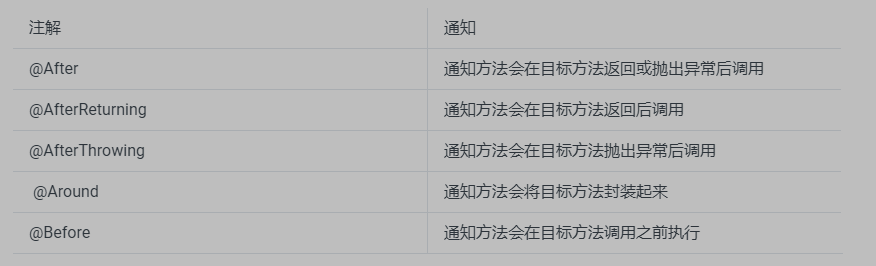 注解 通知
@After 通知方法会在目标方法返回或抛出异常后调用
@AfterReturning 通知方法会在目标方法返回后调用
@AfterThrowing 通知方法会在目标方法抛出异常后调用
@Around 通知方法会将目标方法封装起来
@Before 通知方法会在目标方法调用之前执行